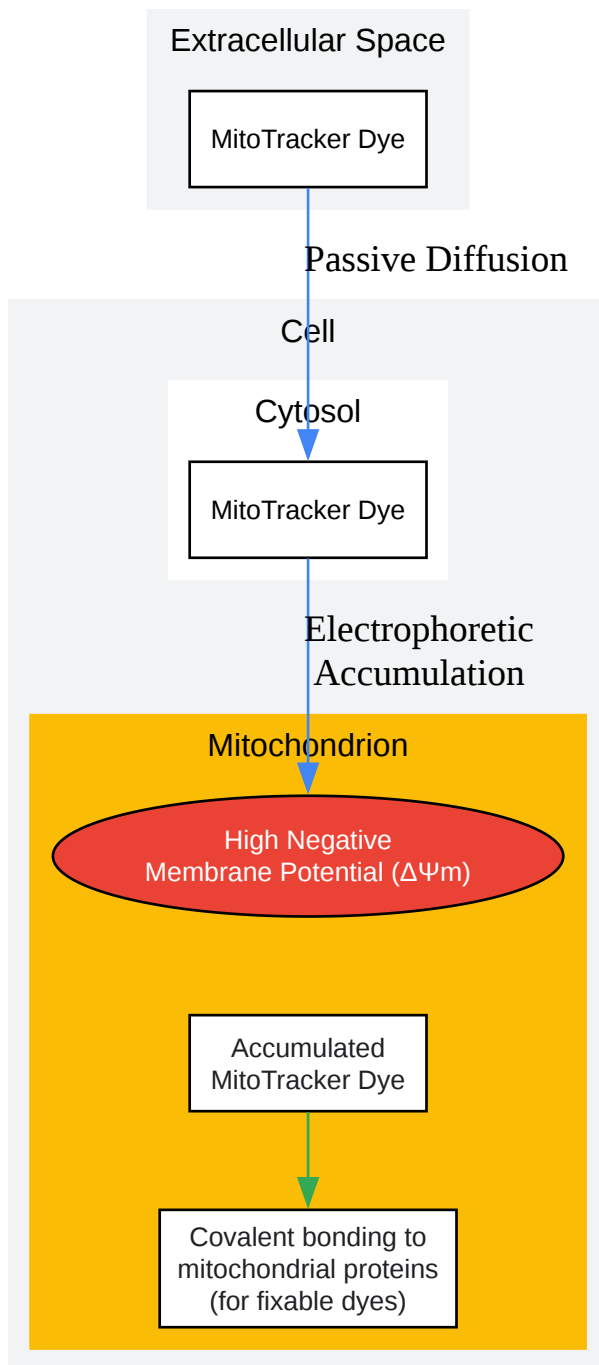 Extracellular Space
MitoTracker Dye
Passive Diffusion
Cell
Cytosol
MitoTracker Dye
Electrophoretic
Accumulation
Mitochondrion
High Negative
Membrane Potential (ΔΨm)
Accumulated
MitoTracker Dye
Covalent bonding to
mitochondrial proteins
(for fixable dyes)